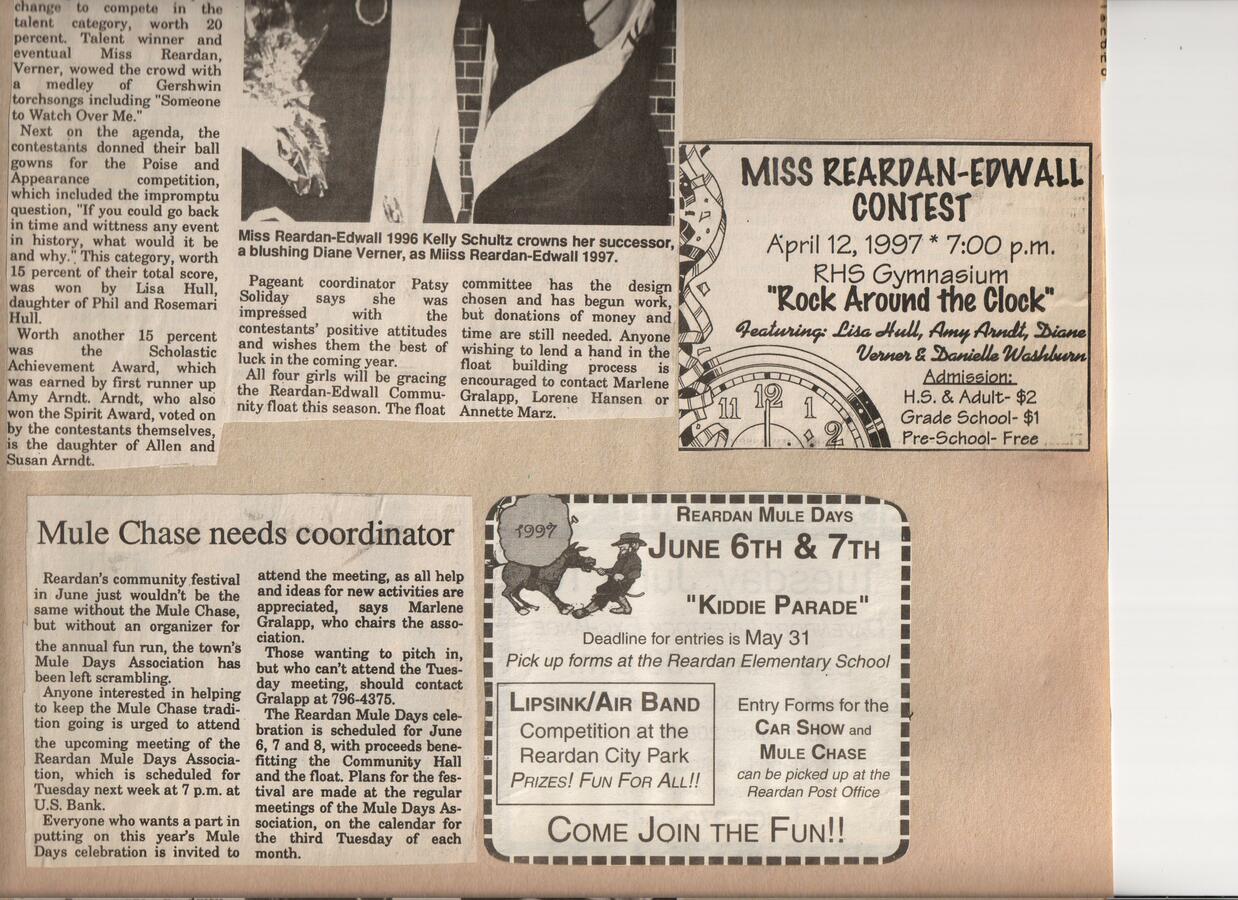 change to compete in the
talent category, worth 20
percent. Talent winner and
eventual Miss Reardan,
Verner, wowed the crowd with
a medley of Gershwin
torchsongs including "Someone
to Watch Over Me."
Next on the agenda, the
contestants donned their ball
gowns for the Poise and
Appearance competition,
which included the impromptu
question, "If you could go back
in time and wittness any event
in history, what would it be
and why." This category, worth
15 percent of their total score,
was won by Lisa Hull,
daughter of Phil and Rosemari
Hull.
Worth another 15 percent
was the Scholastic
Achievement Award, which
was earned by first runner up
Amy Arndt. Arndt, who also
won the Spirit Award, voted on
by the contestants themselves,
is the daughter of Allen and
Susan Arndt.
Miss Reardan-Edwall 1996 Kelly Schultz crowns her successor,
a blushing Diane Verner, as Miiss Reardan-Edwall 1997.
Pageant coordinator Patsy
Soliday says she was
impressed with the
contestants' positive attitudes
and wishes them the best of
luck in the coming year.
All four girls will be gracing
the Reardan-Edwall Commu-
nity float this season. The float
committee has the design
chosen and has begun work,
but donations of money and
time are still needed. Anyone
wishing to lend a hand in the
float building process is
encouraged to contact Marlene
Gralapp, Lorene Hansen or
Annette Marz.
MISS REARDAN-EDWALL
CONTEST
April 12, 1997 * 7:00 p.m.
RHS Gymnasium
"Rock Around the Clock"
Featuring: Lisa Hull, Amy Arndt, Diane
Verner & Danielle Washburn
Admission:
H.S. & Adult- $2
Grade School- $1
Pre-School- Free
11 12 1
2
Mule Chase needs coordinator
Reardan's community festival
in June just wouldn't be the
same without the Mule Chase,
but without an organizer for
the annual fun run, the town's
Mule Days Association has
been left scrambling.
Anyone interested in helping
to keep the Mule Chase tradi-
tion going is urged to attend
the upcoming meeting of the
Reardan Mule Days Associa-
tion, which is scheduled for
Tuesday next week at 7 p.m. at
U.S. Bank.
Everyone who wants a part in
putting on this year's Mule
Days celebration is invited to
attend the meeting, as all help
and ideas for new activities are
appreciated, says Marlene
Gralapp, who chairs the asso-
ciation.
Those wanting to pitch in,
but who can't attend the Tues-
day meeting, should contact
Gralapp at 796-4375.
The Reardan Mule Days cele-
bration is scheduled for June
6, 7 and 8, with proceeds bene-
fitting the Community Hall
and the float. Plans for the fes-
tival are made at the regular
meetings of the Mule Days As-
sociation, on the calendar for
the third Tuesday of each
month.
1997
REARDAN MULE DAYS
JUNE 6TH & 7TH
"KIDDIE PARADE"
Deadline for entries is May 31
Pick up forms at the Reardan Elementary School
LIPSINK/AIR BAND
Competition at the
Reardan City Park
PRIZES! FUN FOR ALL!!
Entry Forms for the
CAR SHOW and
MULE CHASE
can be picked up at the
Reardan Post Office
COME JOIN THE FUN!!